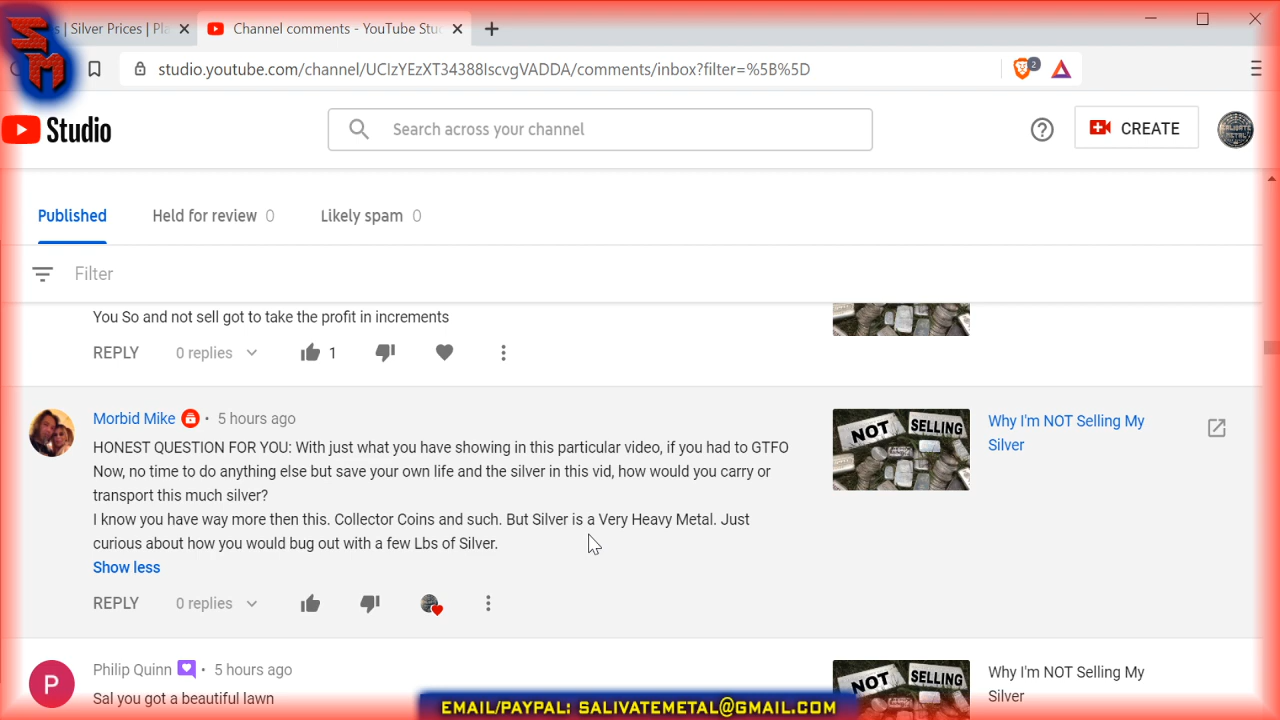 SM
s | Silver Prices | Pla
Channel comments - YouTube Stu
studio.youtube.com/channel/UCIzYEzXT34388IscvgVADDA/comments/inbox?filter=%5B%5D
2
Studio
Search across your channel
CREATE
SALIVATE
METAL
Published
Held for review 0
Likely spam 0
Filter
You So and not sell got to take the profit in increments
REPLY
0 replies
1
Morbid Mike • 5 hours ago
HONEST QUESTION FOR YOU: With just what you have showing in this particular video, if you had to GTFO
Now, no time to do anything else but save your own life and the silver in this vid, how would you carry or
transport this much silver?
I know you have way more then this. Collector Coins and such. But Silver is a Very Heavy Metal. Just
curious about how you would bug out with a few Lbs of Silver.
Show less
REPLY
0 replies
NOT SELLING
Why I'm NOT Selling My
Silver
P
Philip Quinn • 5 hours ago
Sal you got a beautiful lawn
NOT SELLING
Why I'm NOT Selling My
Silver
EMAIL/PAYPAL: SALIVATEMETAL@GMAIL.COM